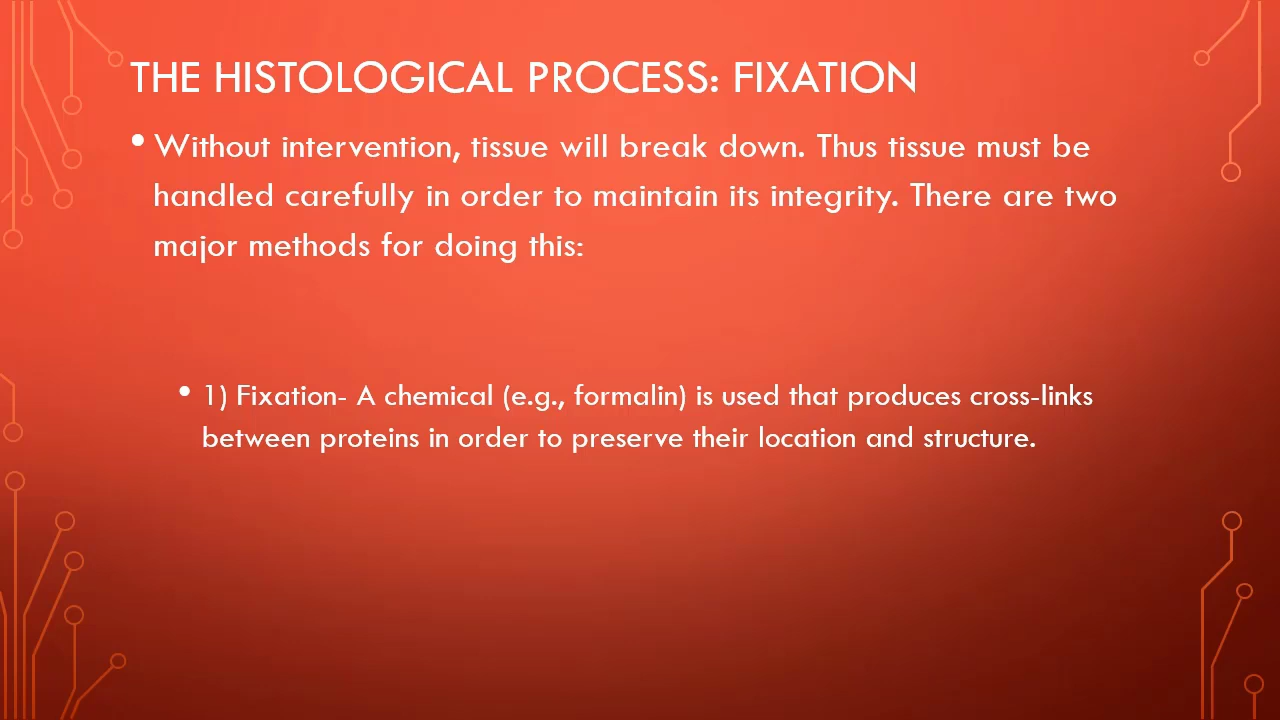 THE HISTOLOGICAL PROCESS: FIXATION
• Without intervention, tissue will break down. Thus tissue must be
handled carefully in order to maintain its integrity. There are two
major methods for doing this:
• 1) Fixation- A chemical (e.g., formalin) is used that produces cross-links
between proteins in order to preserve their location and structure.